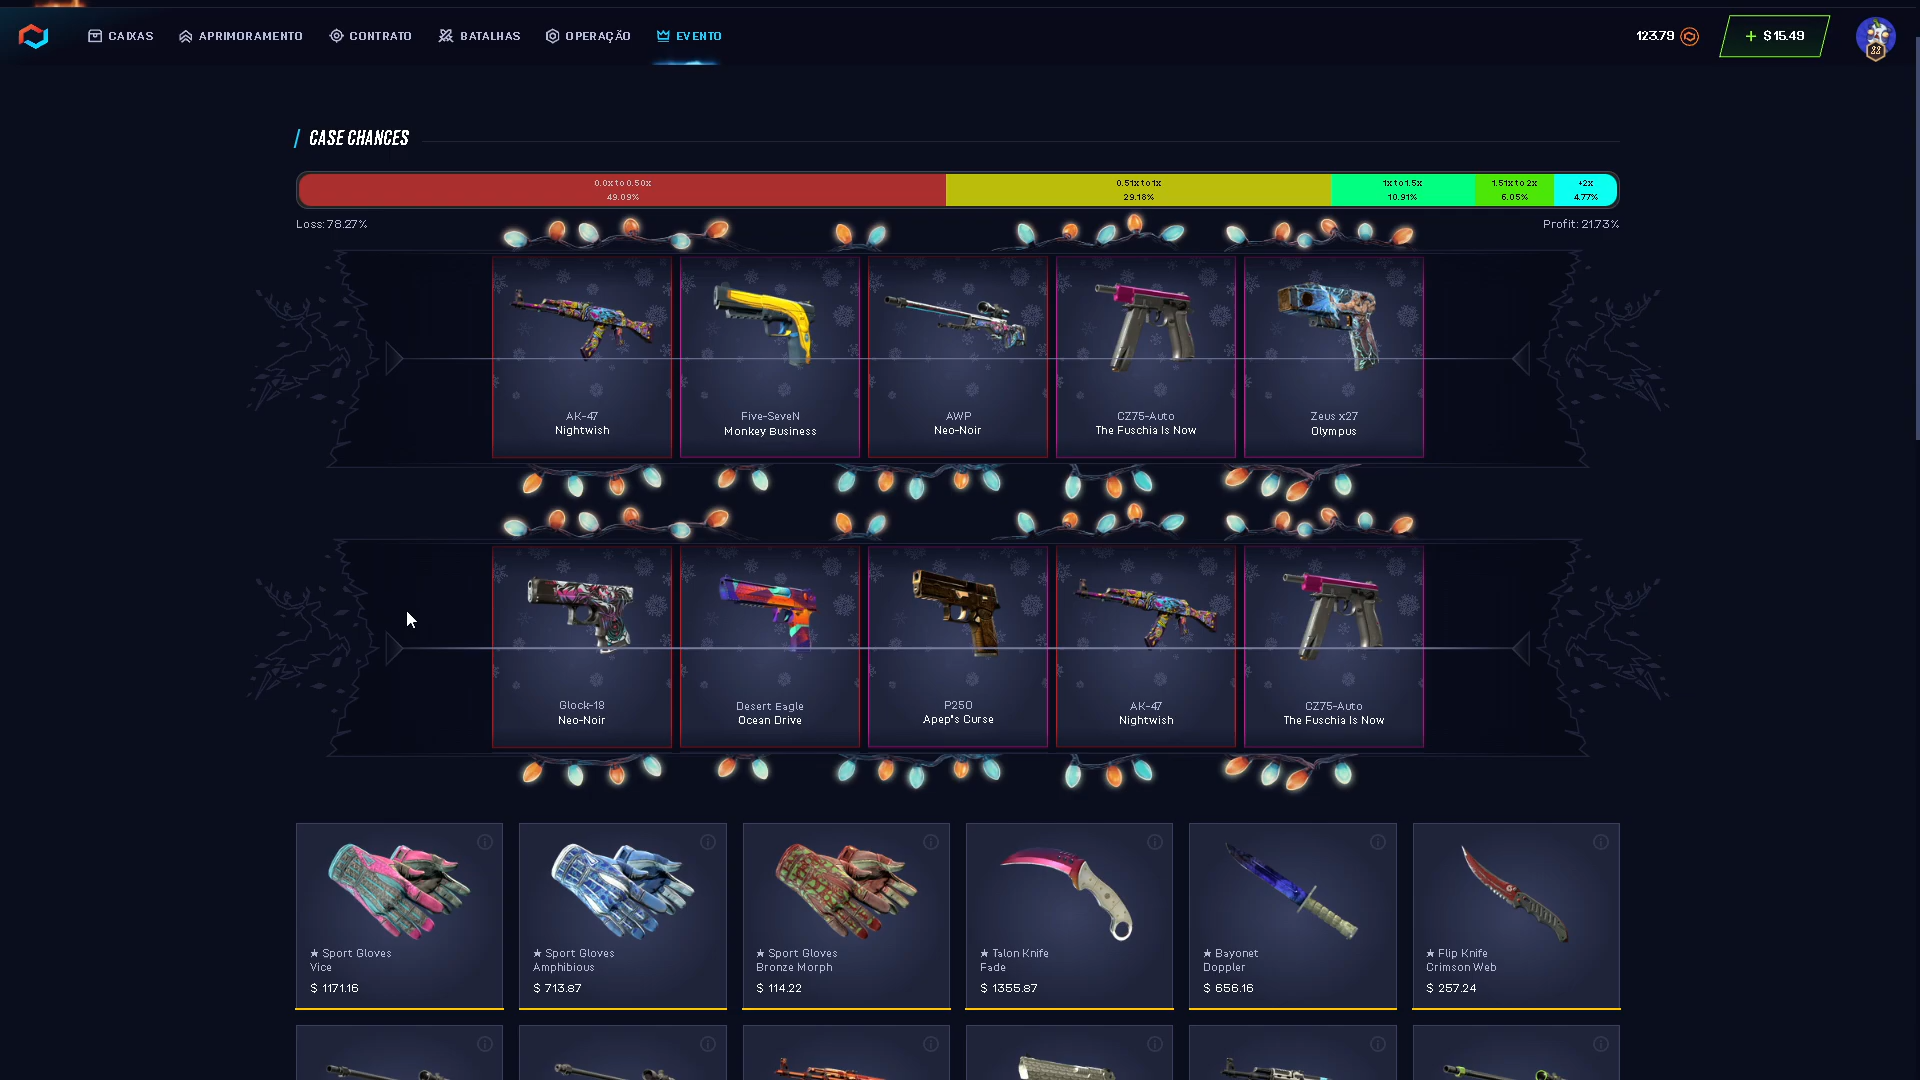 CAIXAS
APRIMORAMENTO
CONTRATO
BATALHAS
OPERAÇÃO
EVENTO
123.79
+ $ 15.49
22
CASE CHANCES
0.0x to 0.50x
49.09%
0.51x to 1x
29.18%
1x to 1.5x
10.91%
1.51x to 2x
6.05%
+2x
4.77%
Loss: 78.27%
Profit: 21.73%
AK-47
Nightwish
Five-SeveN
Monkey Business
AWP
Neo-Noir
CZ75-Auto
The Fuschia Is Now
Zeus x27
Olympus
Glock-18
Neo-Noir
Desert Eagle
Ocean Drive
P250
Apep's Curse
AK-47
Nightwish
CZ75-Auto
The Fuschia Is Now
★ Sport Gloves
Vice
$ 1171.16
★ Sport Gloves
Amphibious
$ 713.87
★ Sport Gloves
Bronze Morph
$ 114.22
★ Talon Knife
Fade
$ 1355.87
★ Bayonet
Doppler
$ 656.16
★ Flip Knife
Crimson Web
$ 257.24